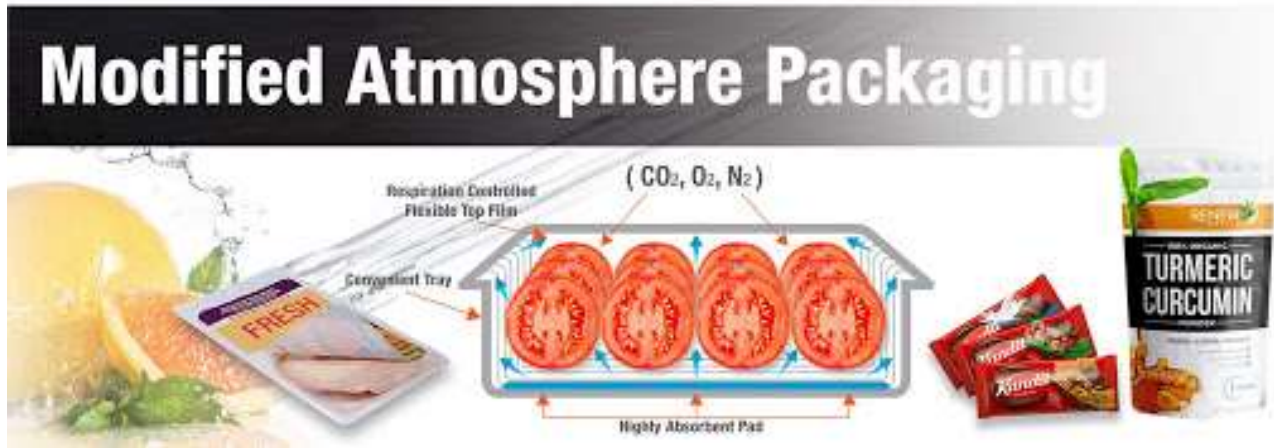 Modified Atmosphere Packaging
( CO₂, O₂, N₂ )
Respiration Controlled
Flexible Top Film
Convenient Tray
FRESH
Highly Absorbent Pad
RENEW
TURMERIC
CURCUMIN